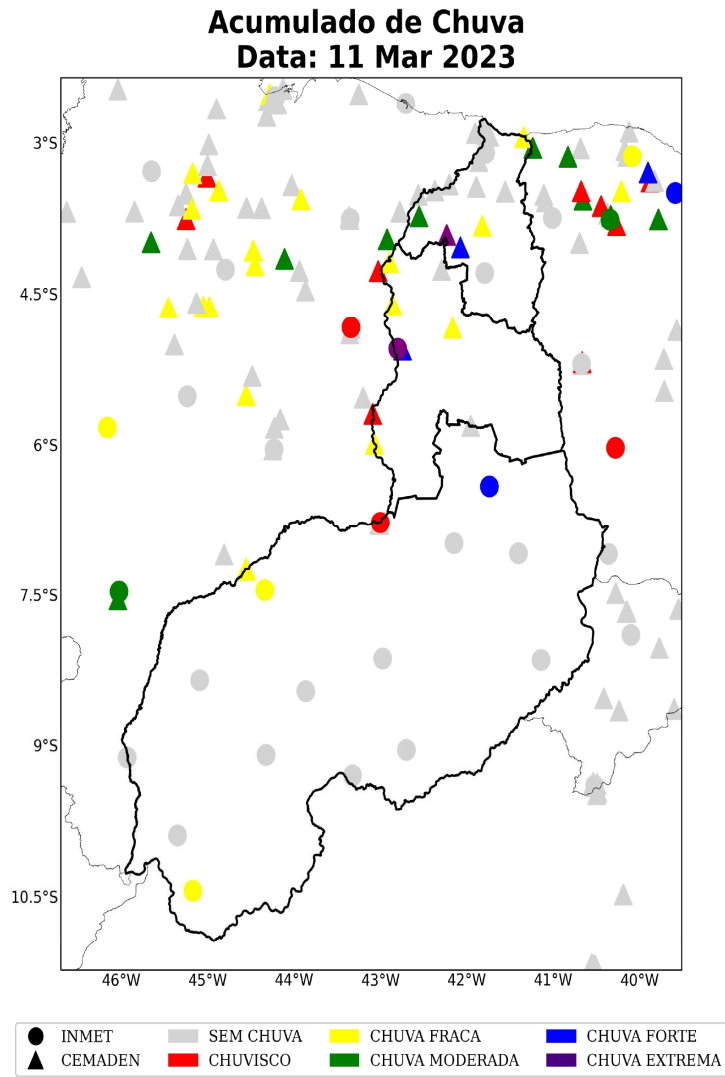 Acumulado de Chuva
Data: 11 Mar 2023
3°S
4.5°S
6°S
7.5°S
9°S
10.5°S
46°W 45°W 44°W 43°W 42°W 41°W 40°W
INMET SEM CHUVA CHUVA FRACA CHUVA FORTE
CEMADEN CHUVISCO CHUVA MODERADA CHUVA EXTREMA